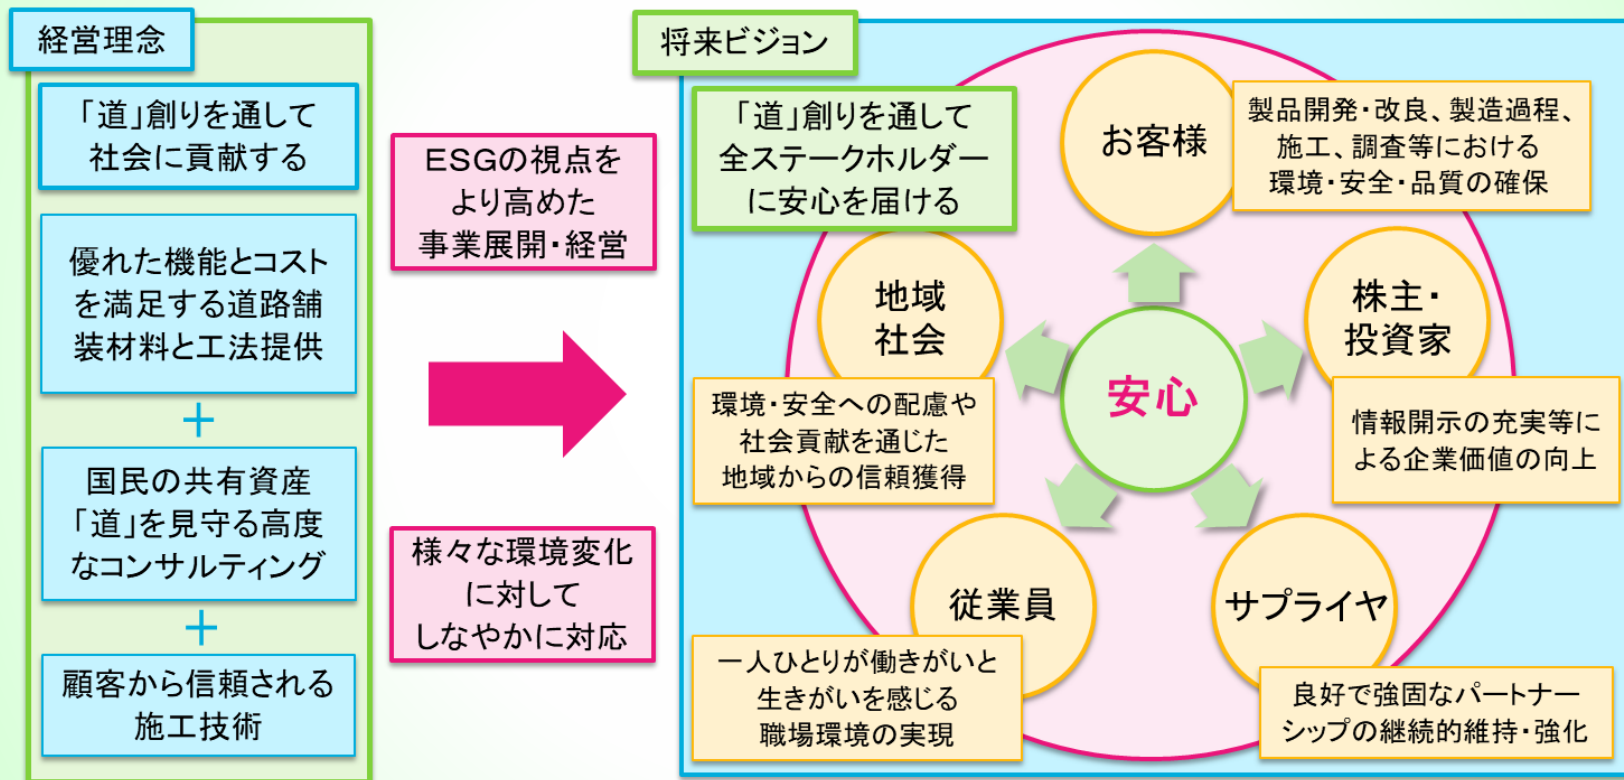 経営理念
「道」創りを通して
社会に貢献する
優れた機能とコスト
を満足する道路舗
装材料と工法提供
＋
国民の共有資産
「道」を見守る高度
なコンサルティング
＋
顧客から信頼される
施工技術
ESGの視点を
より高めた
事業展開・経営
様々な環境変化
に対して
しなやかに対応
将来ビジョン
「道」創りを通して
全ステークホルダー
に安心を届ける
お客様
製品開発・改良、製造過程、
施工、調査等における
環境・安全・品質の確保
地域
社会
環境・安全への配慮や
社会貢献を通じた
地域からの信頼獲得
安心
株主・
投資家
情報開示の充実等に
よる企業価値の向上
従業員
一人ひとりが働きがいと
生きがいを感じる
職場環境の実現
サプライヤ
良好で強固なパートナー
シップの継続的維持・強化